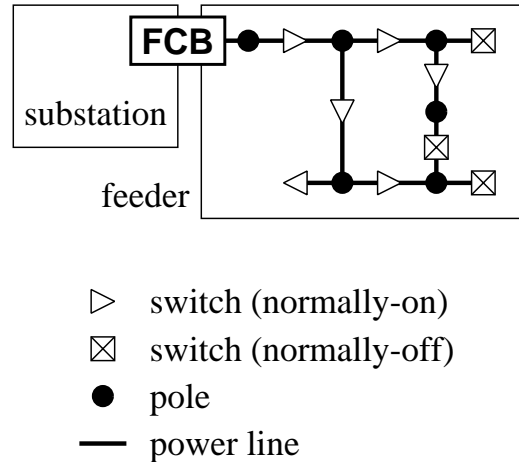 FCB
substation
feeder
switch (normally-on)
switch (normally-off)
pole
power line